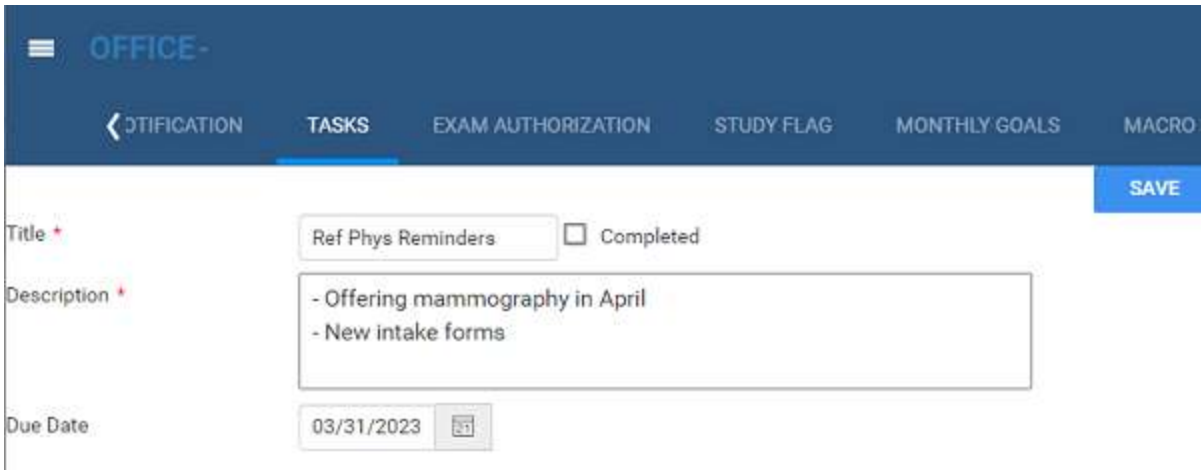 OFFICE-
OTIFICATION TASKS EXAM AUTHORIZATION STUDY FLAG MONTHLY GOALS MACRO
SAVE
Title * Ref Phys Reminders Completed
Description * - Offering mammography in April
- New intake forms
Due Date 03/31/2023 21